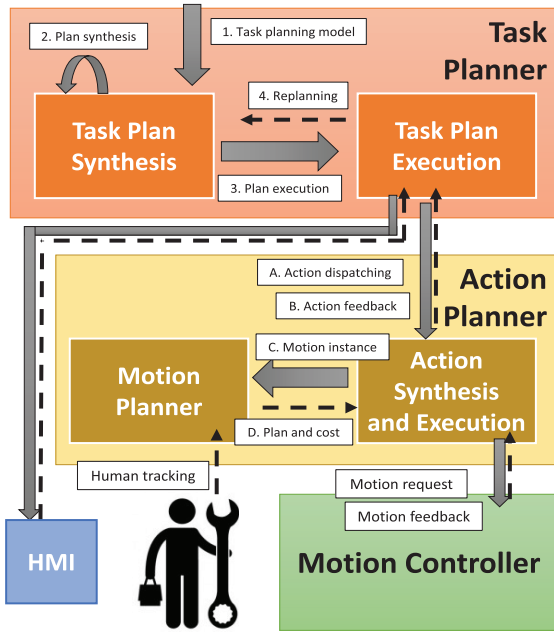 2. Plan synthesis
1. Task planning model
Task
Planner
4. Replanning
Task Plan
Synthesis
Task Plan
Execution
3. Plan execution
A. Action dispatching
B. Action feedback
Action
Planner
C. Motion instance
Motion
Planner
Action
Synthesis
and Execution
D. Plan and cost
Human tracking
Motion request
Motion feedback
HMI
Motion Controller